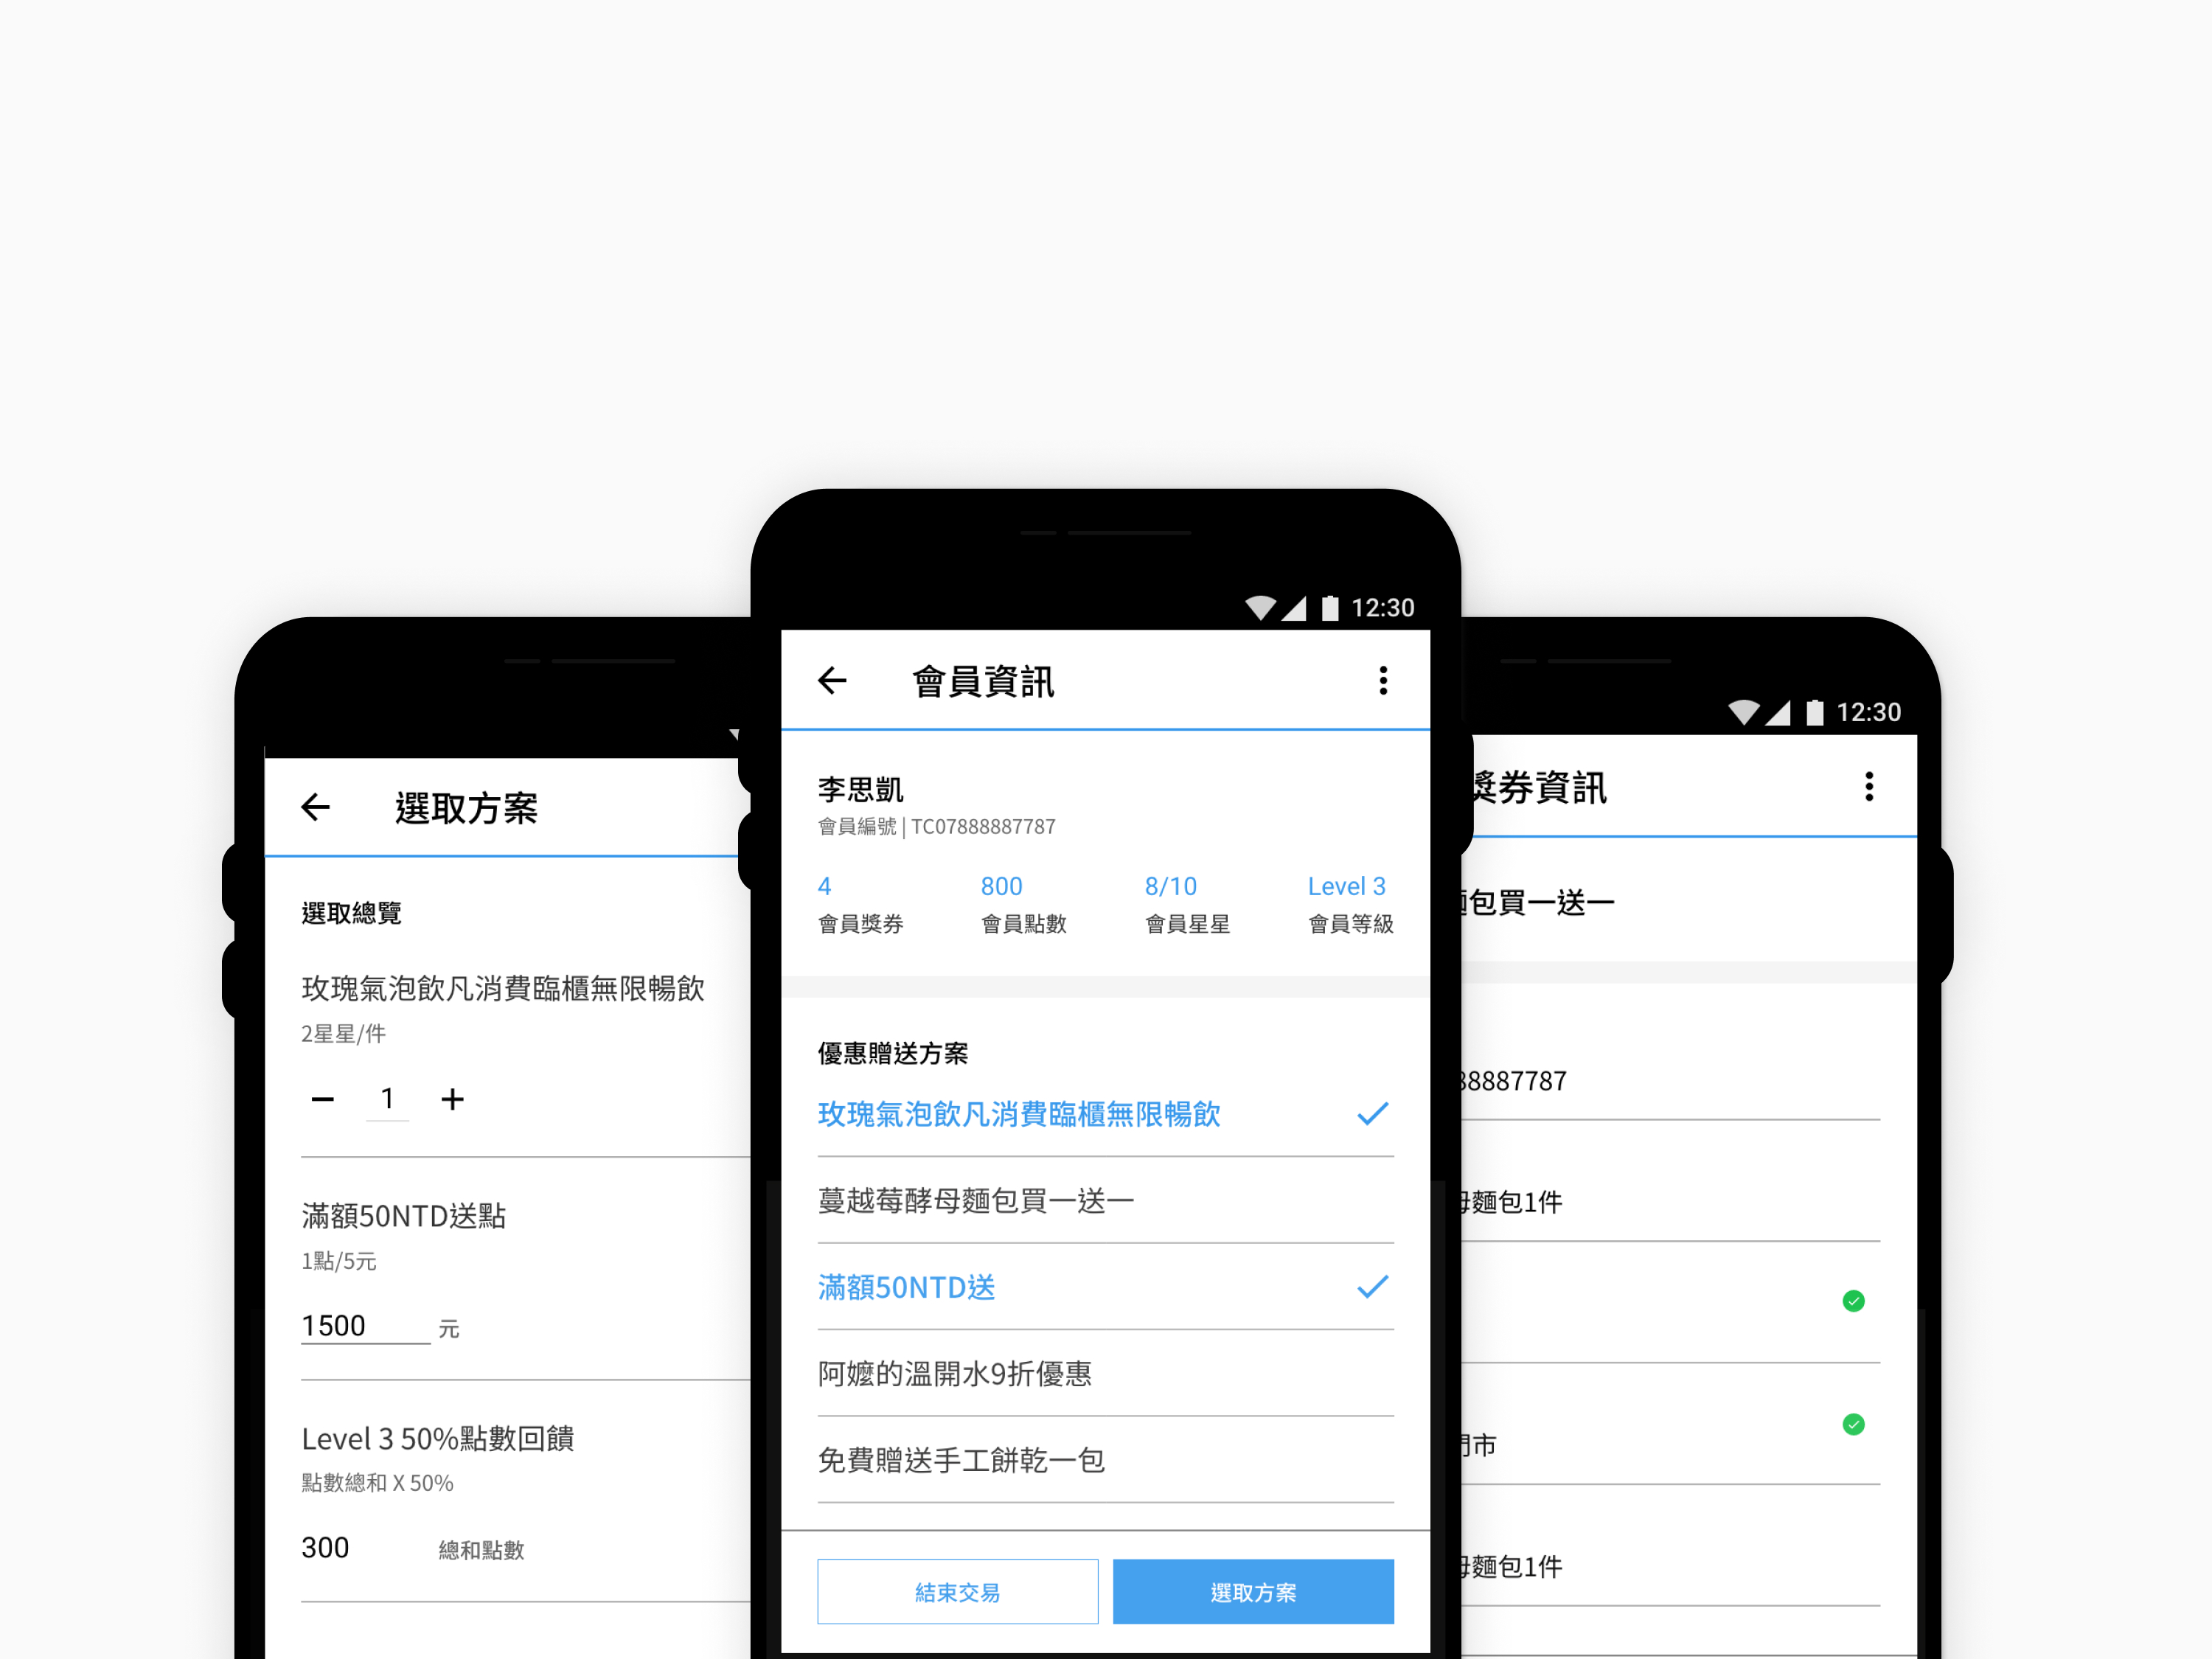 選取方案
選取總覽
玫瑰氣泡飲凡消費臨櫃無限暢飲
2星星/件
1
滿額50NTD送點
1點/5元
1500 元
Level 3 50%點數回饋
點數總和 X 50%
300 總和點數
12:30
會員資訊
李思凱
會員編號 | TC07888887787
4 800 8/10 Level 3
會員獎券 會員點數 會員星星 會員等級
優惠贈送方案
玫瑰氣泡飲凡消費臨櫃無限暢飲
蔓越莓酵母麵包買一送一
滿額50NTD送
阿嬤的溫開水9折優惠
免費贈送手工餅乾一包
結束交易 選取方案
12:30
獎券資訊
麵包買一送一
88887787
母麵包1件
門市
母麵包1件